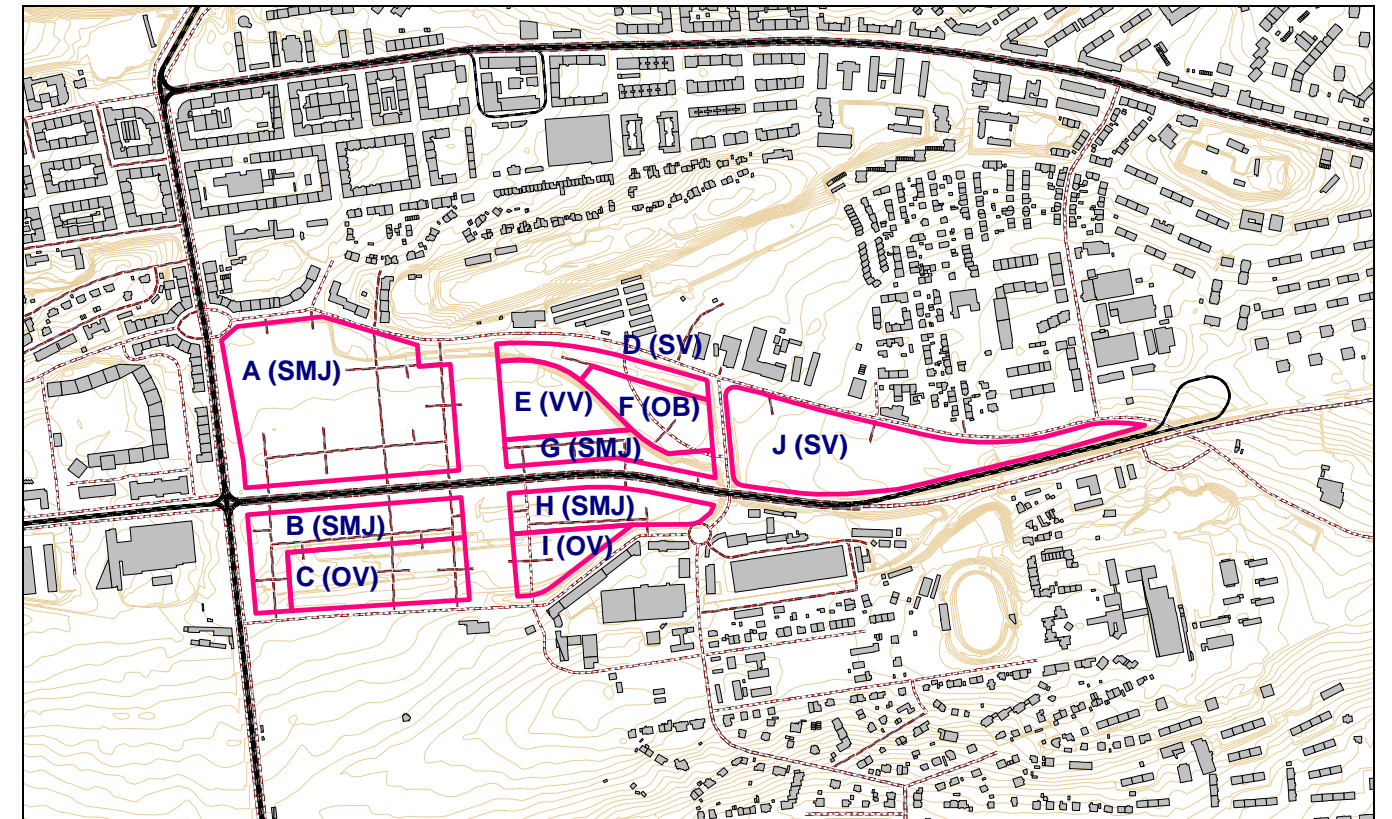 D (SV)
A (SMJ)
E (VV)
F (OB)
G (SMJ)
J (SV)
H (SMJ)
B (SMJ)
I (OV)
C (OV)